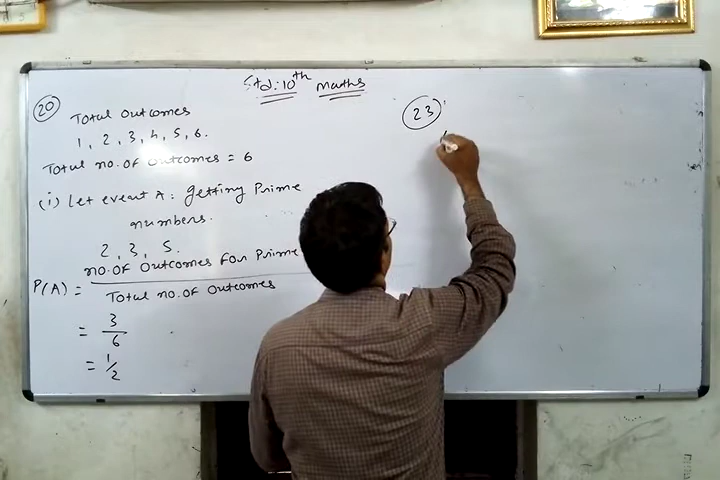 Std: 10th Maths
20
Total outcomes
1, 2, 3, 4, 5, 6.
Total no. of outcomes = 6
(i) Let event A: Getting Prime
numbers.
2, 3, 5.
P(A) = no. of outcomes for Prime / Total no. of outcomes
= 3/6
= 1/2
23